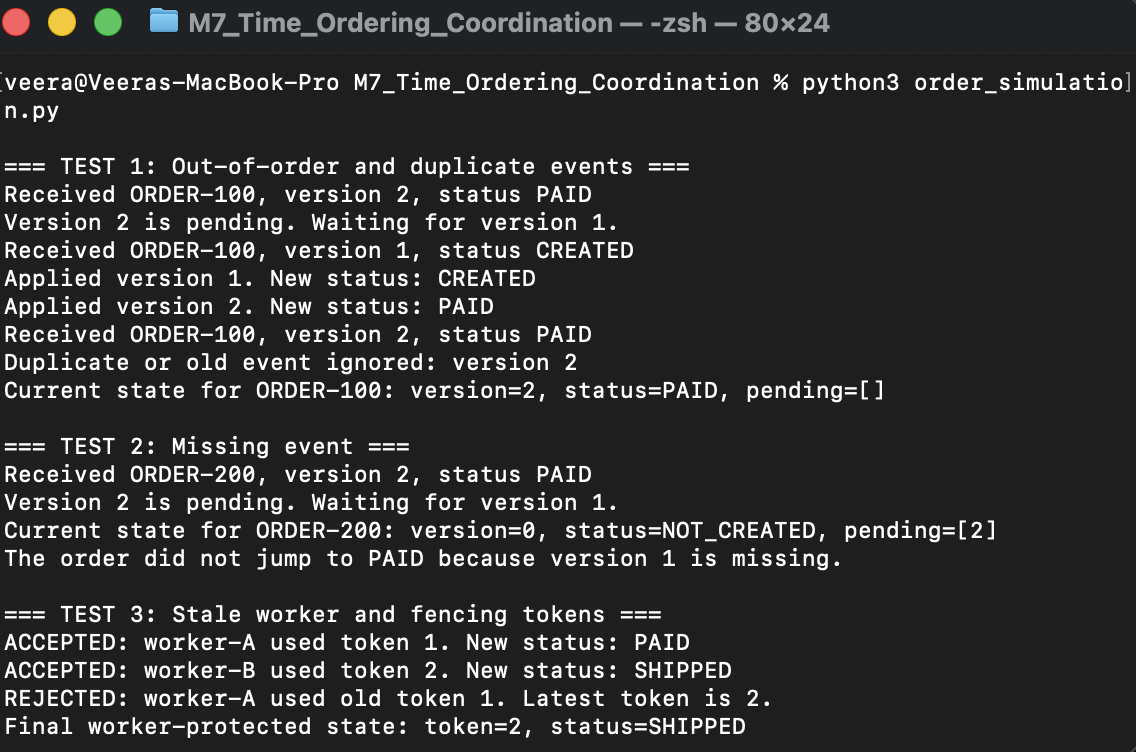 M7_Time_Ordering_Coordination — -zsh — 80×24
[veera@Veeras-MacBook-Pro M7_Time_Ordering_Coordination % python3 order_simulatio]
n.py
=== TEST 1: Out-of-order and duplicate events ===
Received ORDER-100, version 2, status PAID
Version 2 is pending. Waiting for version 1.
Received ORDER-100, version 1, status CREATED
Applied version 1. New status: CREATED
Applied version 2. New status: PAID
Received ORDER-100, version 2, status PAID
Duplicate or old event ignored: version 2
Current state for ORDER-100: version=2, status=PAID, pending=[]
=== TEST 2: Missing event ===
Received ORDER-200, version 2, status PAID
Version 2 is pending. Waiting for version 1.
Current state for ORDER-200: version=0, status=NOT_CREATED, pending=[2]
The order did not jump to PAID because version 1 is missing.
=== TEST 3: Stale worker and fencing tokens ===
ACCEPTED: worker-A used token 1. New status: PAID
ACCEPTED: worker-B used token 2. New status: SHIPPED
REJECTED: worker-A used old token 1. Latest token is 2.
Final worker-protected state: token=2, status=SHIPPED